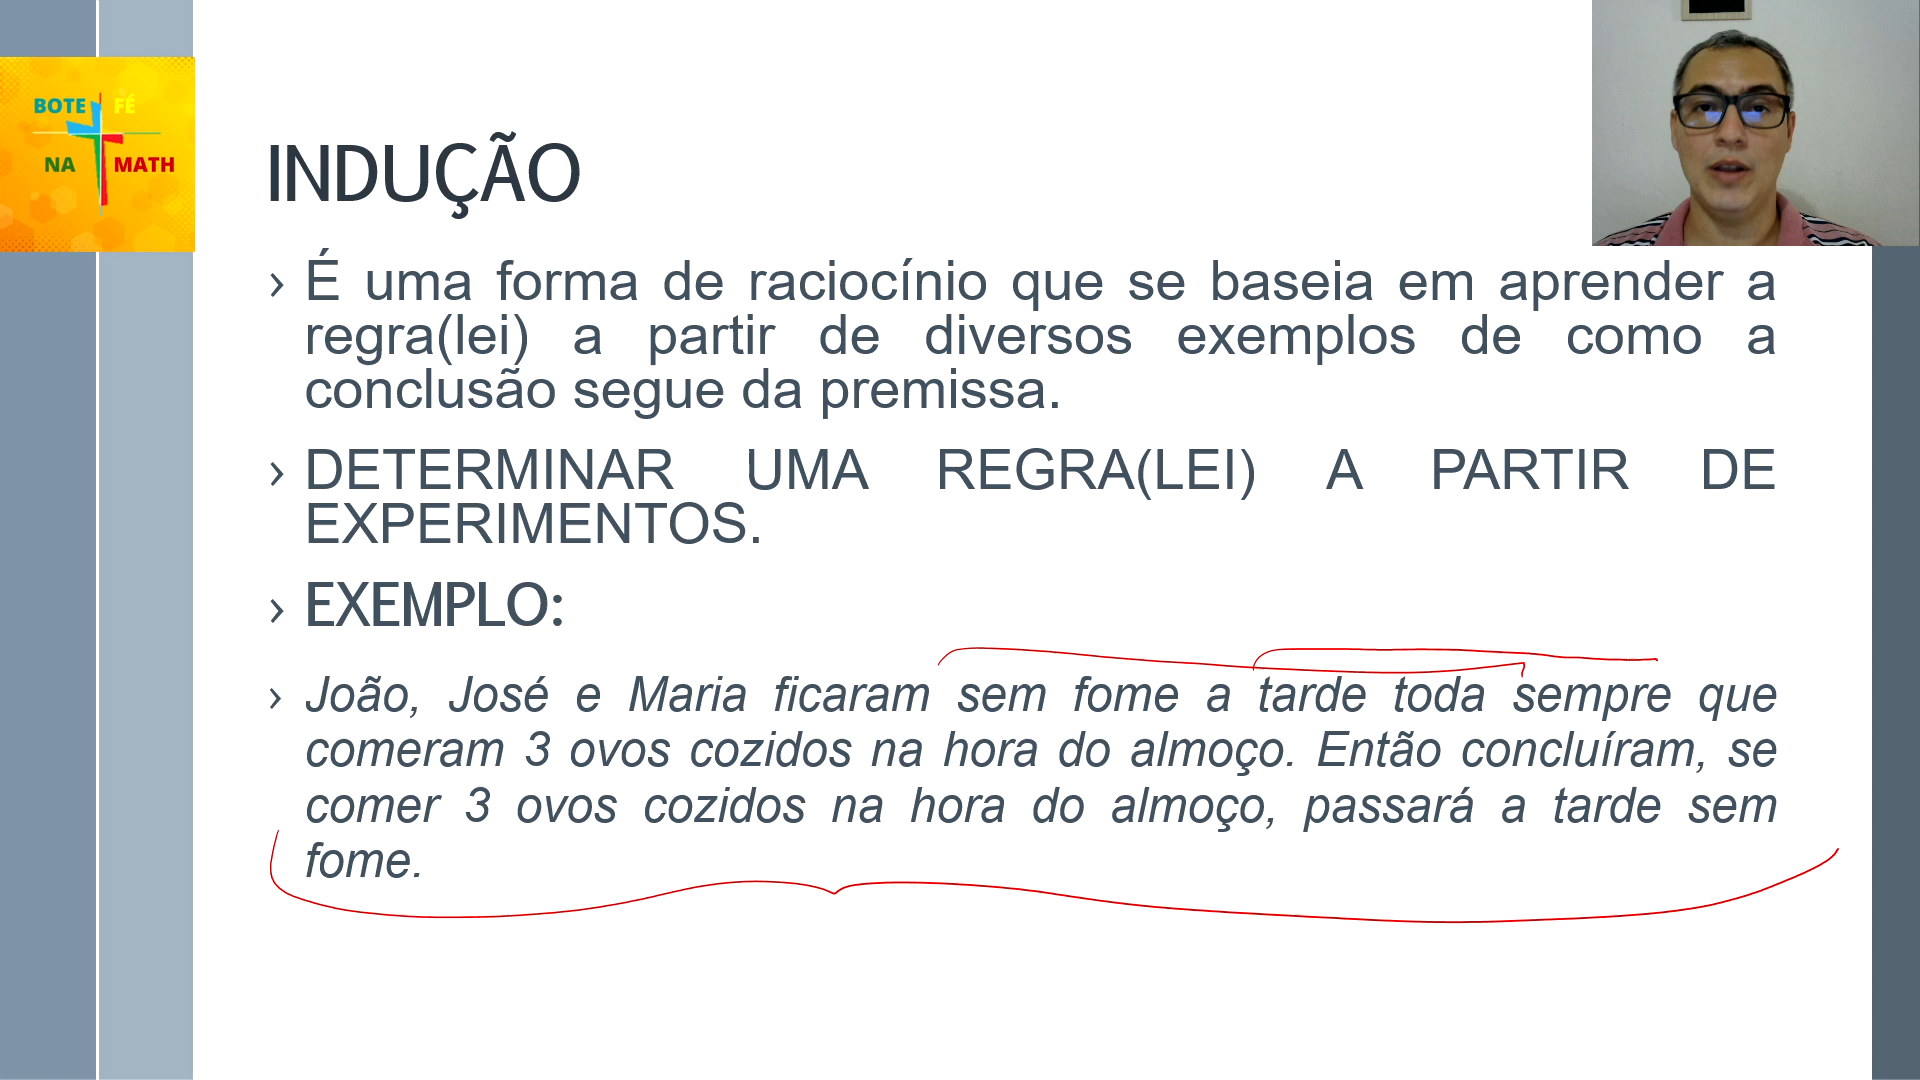 BOTE FÉ
NA MATH
INDUÇÃO
› É uma forma de raciocínio que se baseia em aprender a
regra(lei) a partir de diversos exemplos de como a
conclusão segue da premissa.
› DETERMINAR UMA REGRA(LEI) A PARTIR DE
EXPERIMENTOS.
› EXEMPLO:
› João, José e Maria ficaram sem fome a tarde toda sempre que
comeram 3 ovos cozidos na hora do almoço. Então concluíram, se
comer 3 ovos cozidos na hora do almoço, passará a tarde sem
fome.